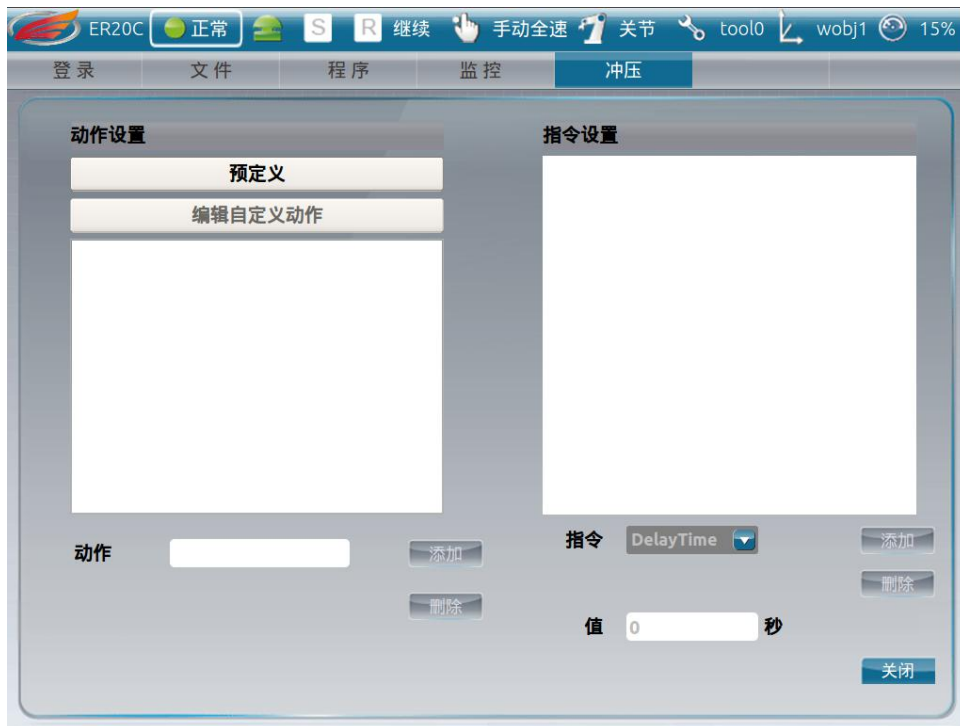 ER20C 正常 S R 继续 手动全速 关节 tool0 wobj1 15%
登录 文件 程序 监控 冲压
动作设置 指令设置
预定义
编辑自定义动作
动作 添加 指令 DelayTime 添加
删除 删除
值 0 秒
关闭